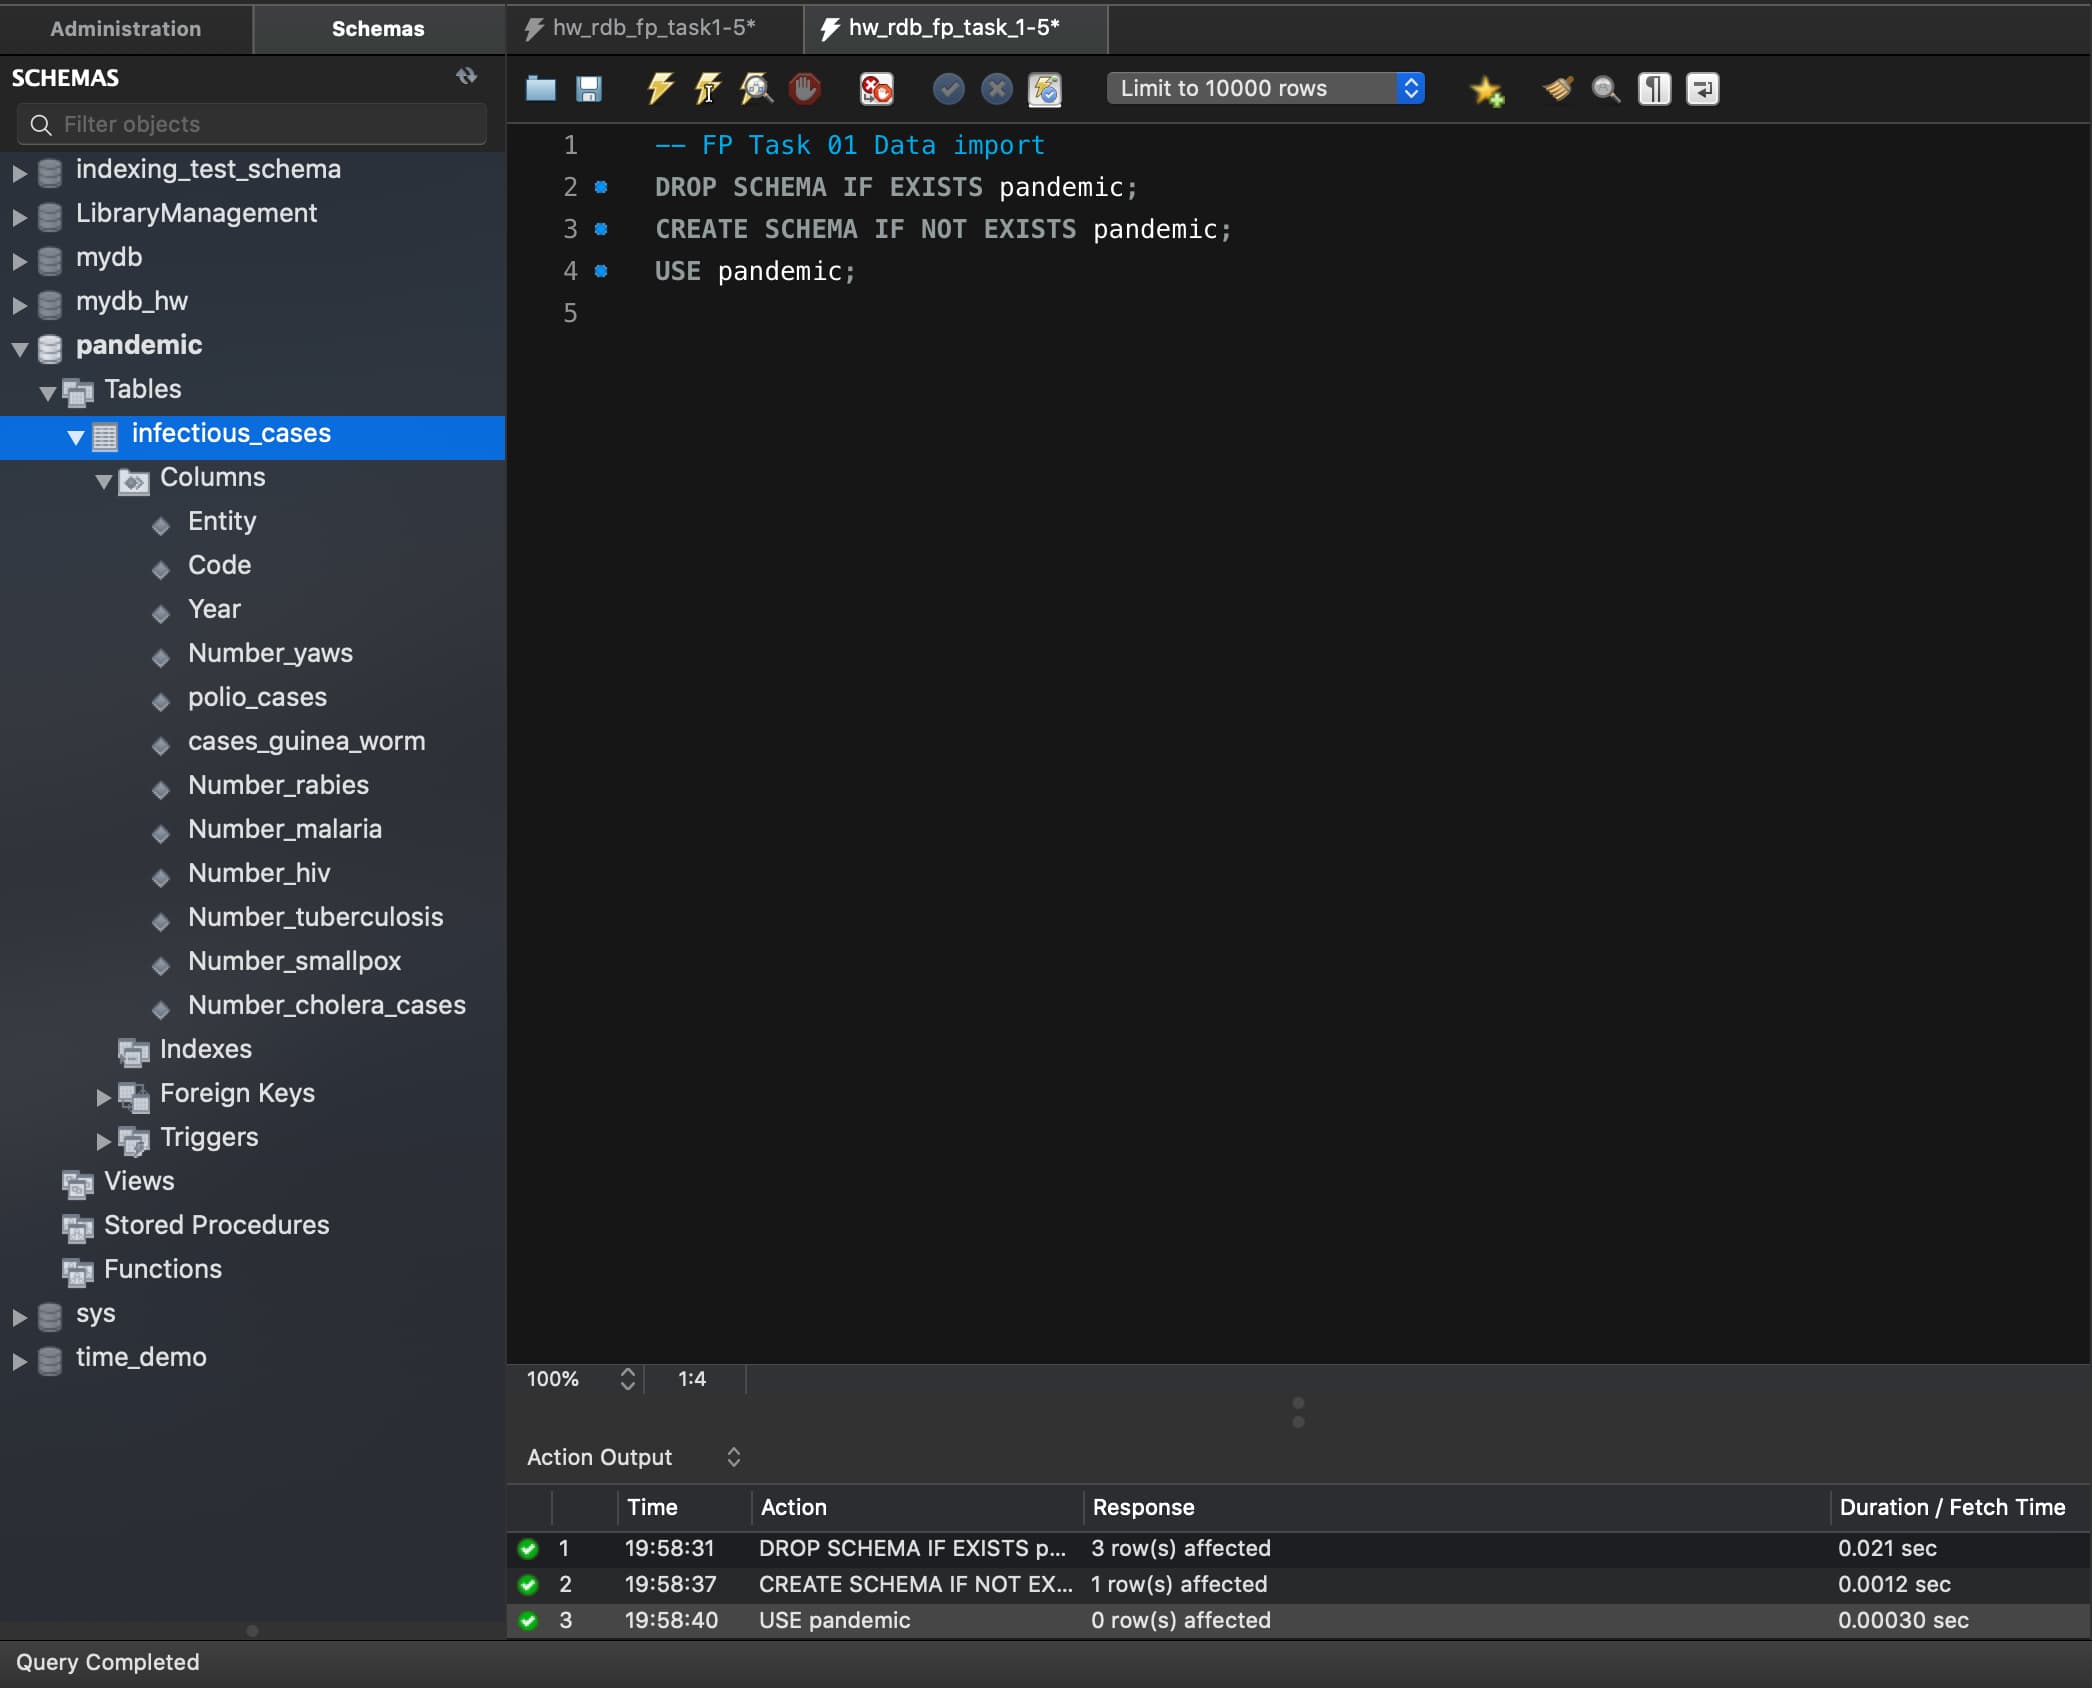 Administration
Schemas
hw_rdb_fp_task1-5*
hw_rdb_fp_task_1-5*
SCHEMAS
Filter objects
indexing_test_schema
LibraryManagement
mydb
mydb_hw
pandemic
Tables
infectious_cases
Columns
Entity
Code
Year
Number_yaws
polio_cases
cases_guinea_worm
Number_rabies
Number_malaria
Number_hiv
Number_tuberculosis
Number_smallpox
Number_cholera_cases
Indexes
Foreign Keys
Triggers
Views
Stored Procedures
Functions
sys
time_demo
Limit to 10000 rows
1 -- FP Task 01 Data import
2 DROP SCHEMA IF EXISTS pandemic;
3 CREATE SCHEMA IF NOT EXISTS pandemic;
4 USE pandemic;
5
100% 1:4
Action Output
Time Action Response Duration / Fetch Time
1 19:58:31 DROP SCHEMA IF EXISTS p... 3 row(s) affected 0.021 sec
2 19:58:37 CREATE SCHEMA IF NOT EX... 1 row(s) affected 0.0012 sec
3 19:58:40 USE pandemic 0 row(s) affected 0.00030 sec
Query Completed